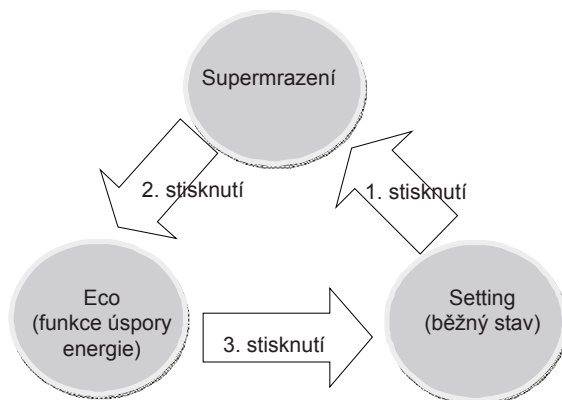 Supermrazení
2. stisknutí
1. stisknutí
Eco
(funkce úspory
energie)
Setting
(běžný stav)
3. stisknutí